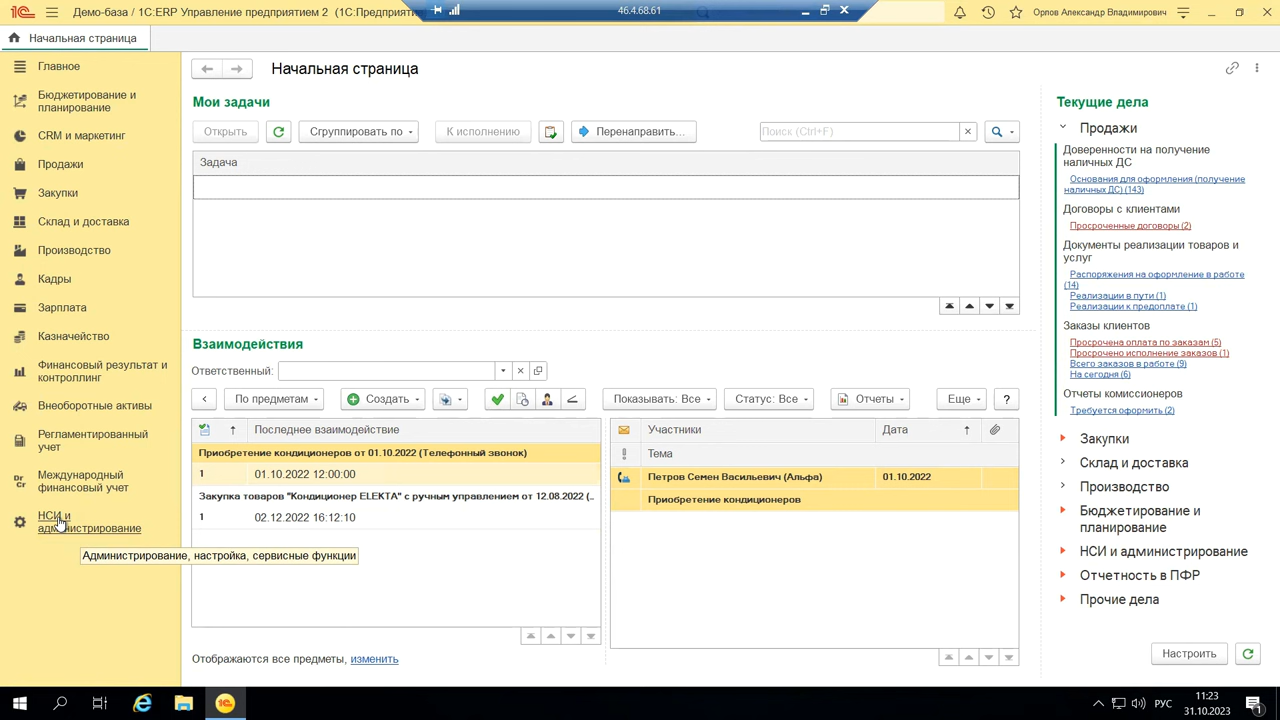 Демо-база / 1С:ERP Управление предприятием 2 (1С:Предприяти
46.4.68.61
Орлов Александр Владимирович
Начальная страница
Главное
Бюджетирование и
планирование
CRM и маркетинг
Продажи
Закупки
Склад и доставка
Производство
Кадры
Зарплата
Казначейство
Финансовый результат и
контроллинг
Внеоборотные активы
Регламентированный
учет
Dr
Cr
Международный
финансовый учет
НСИ и
администрирование
Администрирование, настройка, сервисные функции
Начальная страница
Мои задачи
Открыть
Сгруппировать по
К исполнению
Перенаправить...
Поиск (Ctrl+F)
Задача
Взаимодействия
Ответственный:
По предметам
Создать
Показывать: Все
Статус: Все
Отчеты
Еще
?
Последнее взаимодействие
Приобретение кондиционеров от 01.10.2022 (Телефонный звонок)
1 01.10.2022 12:00:00
Закупка товаров "Кондиционер ELEKTA" с ручным управлением от 12.08.2022 (...
1 02.12.2022 16:12:10
Участники Дата
Тема
Петров Семен Васильевич (Альфа) 01.10.2022
Приобретение кондиционеров
Отображаются все предметы, изменить
Текущие дела
Продажи
Доверенности на получение
наличных ДС
Основания для оформления (получение
наличных ДС) (143)
Договоры с клиентами
Просроченные договоры (2)
Документы реализации товаров и
услуг
Распоряжения на оформление в работе
(14)
Реализации в пути (1)
Реализации к предоплате (1)
Заказы клиентов
Просрочена оплата по заказам (5)
Просрочено исполнение заказов (1)
Всего заказов в работе (9)
На сегодня (6)
Отчеты комиссионеров
Требуется оформить (2)
Закупки
Склад и доставка
Производство
Бюджетирование и
планирование
НСИ и администрирование
Отчетность в ПФР
Прочие дела
Настроить
РУС
11:23
31.10.2023
1